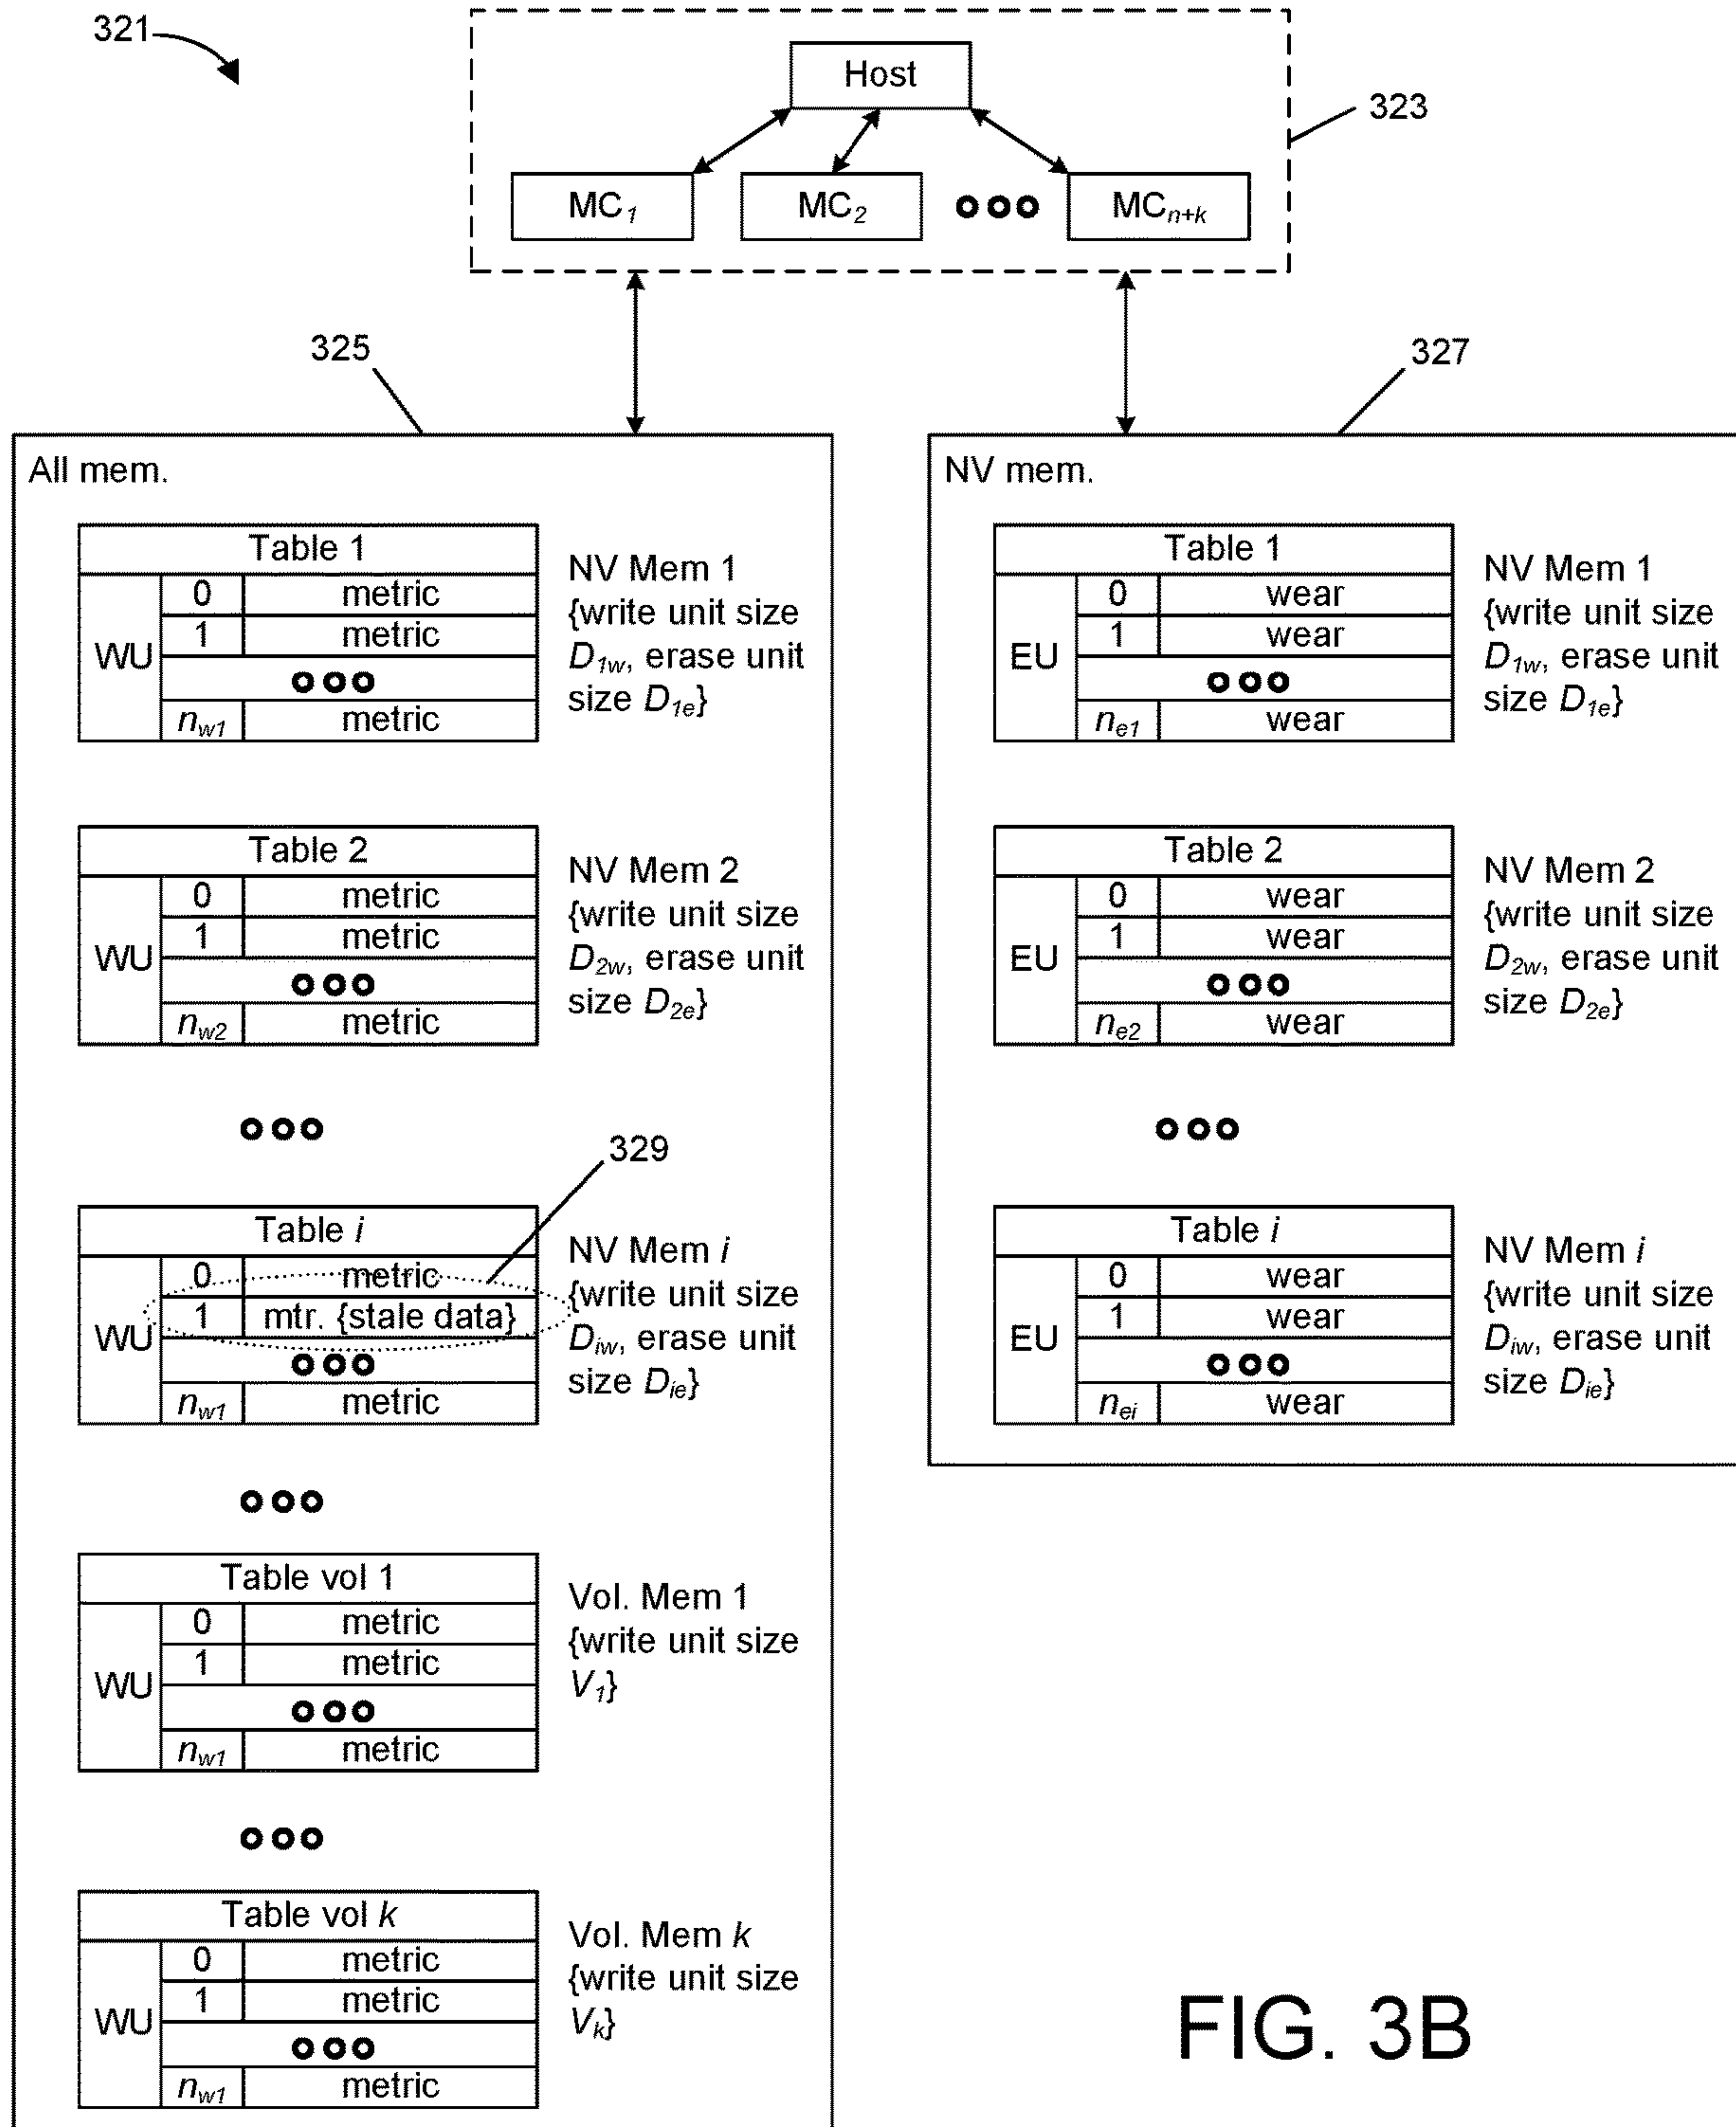 321
Host
323
MC1
MC2
MCn+k
325
327
All mem.
Table 1
WU
0 metric
1 metric
nw1 metric
NV Mem 1
{write unit size
D1w, erase unit
size D1e}
Table 2
WU
0 metric
1 metric
nw2 metric
NV Mem 2
{write unit size
D2w, erase unit
size D2e}
329
Table i
WU
0 metric
1 mtr. {stale data}
nw1 metric
NV Mem i
{write unit size
Diw, erase unit
size Die}
Table vol 1
WU
0 metric
1 metric
nw1 metric
Vol. Mem 1
{write unit size
V1}
Table vol k
WU
0 metric
1 metric
nw1 metric
Vol. Mem k
{write unit size
Vk}
NV mem.
Table 1
EU
0 wear
1 wear
ne1 wear
NV Mem 1
{write unit size
D1w, erase unit
size D1e}
Table 2
EU
0 wear
1 wear
ne2 wear
NV Mem 2
{write unit size
D2w, erase unit
size D2e}
Table i
EU
0 wear
1 wear
nei wear
NV Mem i
{write unit size
Diw, erase unit
size Die}
FIG. 3B